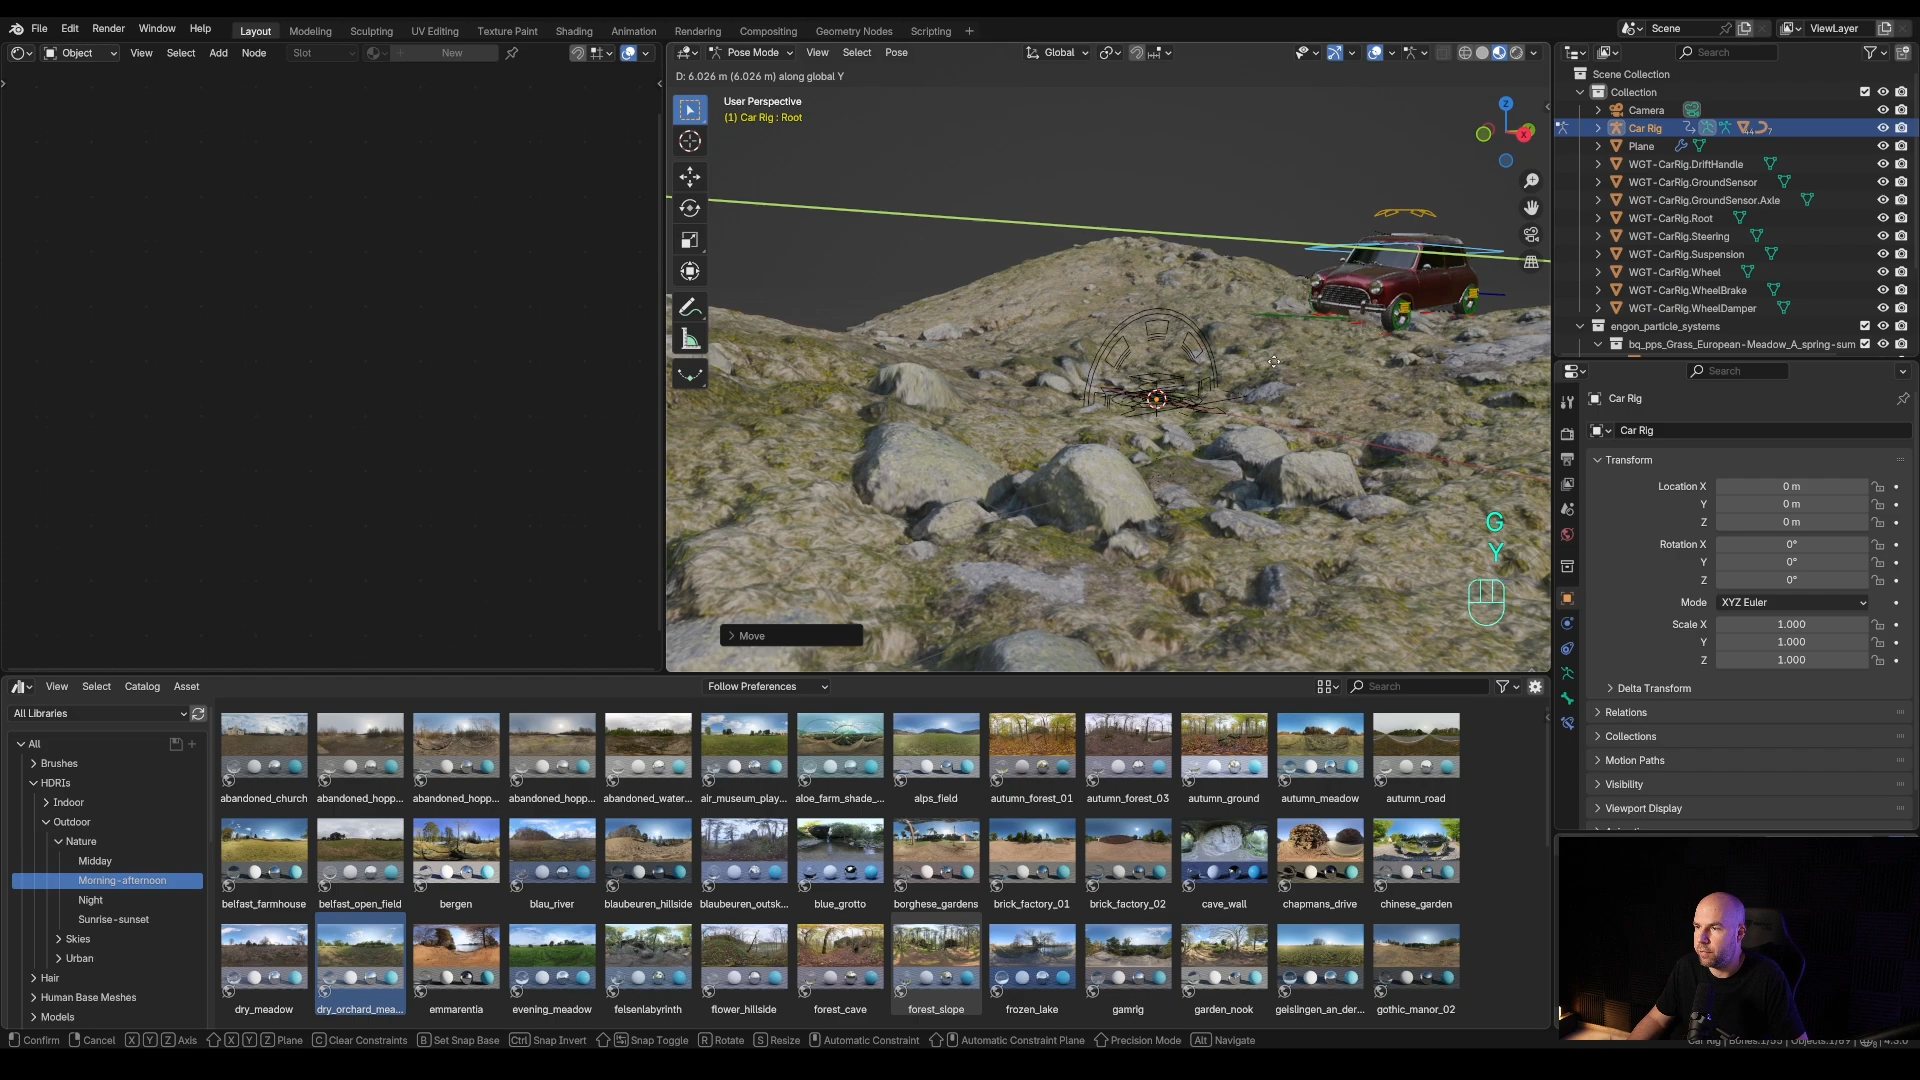 File Edit Render Window Help Layout Modeling Sculpting UV Editing Texture Paint Shading Animation Rendering Compositing Geometry Nodes Scripting + Scene ViewLayer
Object View Select Add Node Slot New
Pose Mode View Select Pose Global
Search
D: 6.026 m (6.026 m) along global Y
User Perspective
(1) Car Rig : Root
Z
X
G
Y
Move
Scene Collection
Collection
Camera
Car Rig
Plane
WGT-CarRig.DriftHandle
WGT-CarRig.GroundSensor
WGT-CarRig.GroundSensor.Axle
WGT-CarRig.Root
WGT-CarRig.Steering
WGT-CarRig.Suspension
WGT-CarRig.Wheel
WGT-CarRig.WheelBrake
WGT-CarRig.WheelDamper
engon_particle_systems
bq_pps_Grass_European-Meadow_A_spring-sum
Search
Car Rig
Car Rig
Transform
Location X 0 m
Y 0 m
Z 0 m
Rotation X 0°
Y 0°
Z 0°
Mode XYZ Euler
Scale X 1.000
Y 1.000
Z 1.000
Delta Transform
Relations
Collections
Motion Paths
Visibility
Viewport Display
View Select Catalog Asset Follow Preferences Search
All Libraries
All
Brushes
HDRIs
Indoor
Outdoor
Nature
Midday
Morning-afternoon
Night
Sunrise-sunset
Skies
Urban
Hair
Human Base Meshes
Models
abandoned_church abandoned_hopp... abandoned_hopp... abandoned_hopp... abandoned_water... air_museum_play... aloe_farm_shade_... alps_field autumn_forest_01 autumn_forest_03 autumn_ground autumn_meadow autumn_road
belfast_farmhouse belfast_open_field bergen blau_river blaubeuren_hillside blaubeuren_outsk... blue_grotto borghese_gardens brick_factory_01 brick_factory_02 cave_wall chapmans_drive chinese_garden
dry_meadow dry_orchard_mea... emmarentia evening_meadow felsenlabyrinth flower_hillside forest_cave forest_slope frozen_lake gamrig garden_nook geislingen_an_der... gothic_manor_02
Confirm Cancel X Y Z Axis X Y Z Plane C Clear Constraints B Set Snap Base Ctrl Snap Invert Snap Toggle R Rotate S Resize Automatic Constraint Automatic Constraint Plane Precision Mode Alt Navigate